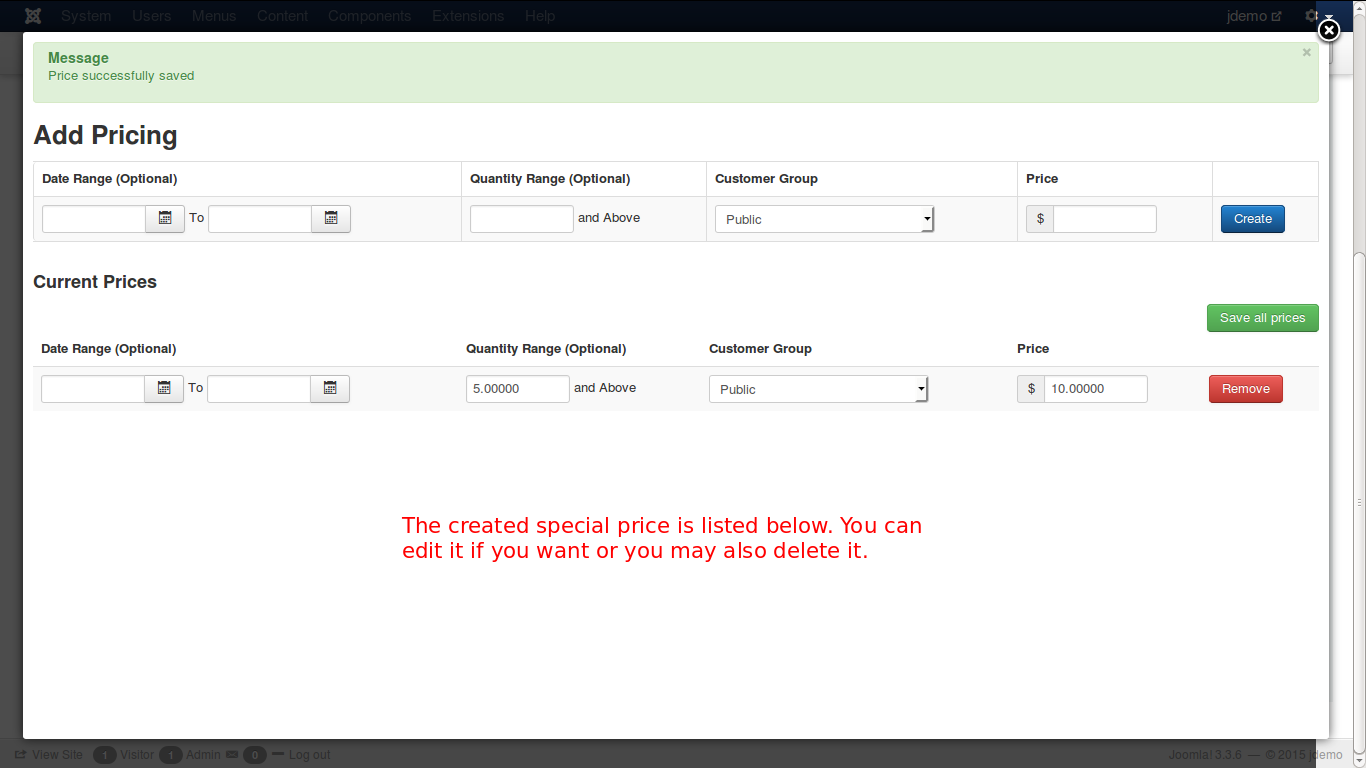 System Users Menus Content Components Extensions Help jdemo
Message ×
Price successfully saved
Add Pricing
Date Range (Optional) Quantity Range (Optional) Customer Group Price
To and Above Public $ Create
Current Prices
Save all prices
Date Range (Optional) Quantity Range (Optional) Customer Group Price
To 5.00000 and Above Public $ 10.00000 Remove
The created special price is listed below. You can
edit it if you want or you may also delete it.
View Site 1 Visitor 1 Admin 0 Log out Joomla! 3.3.6 — © 2015 jdemo